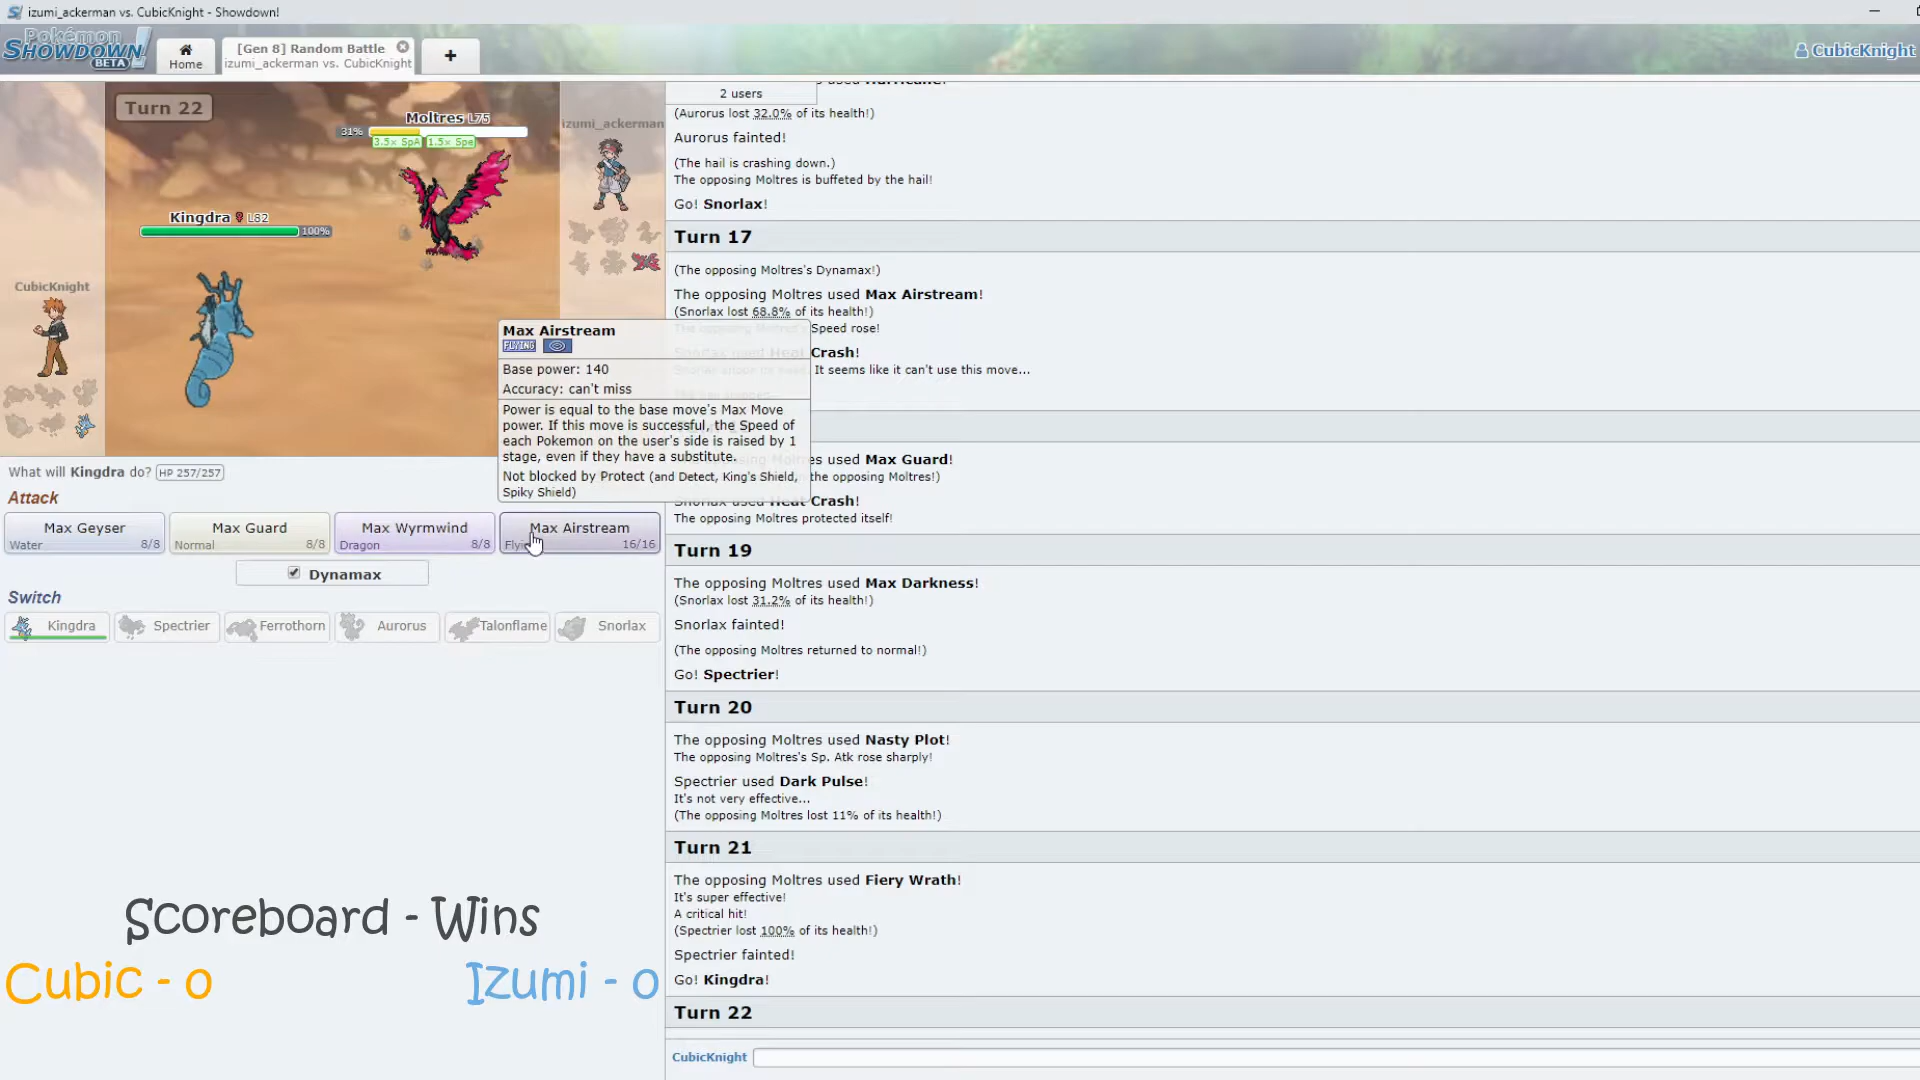 izumi_ackerman vs. CubicKnight - Showdown!
Pokémon
SHOWDOWN!
BETA
Home
[Gen 8] Random Battle
izumi_ackerman vs. CubicKnight
+
CubicKnight
Turn 22
Moltres L75
31%
3.5× SpA 1.5× Spe
izumi_ackerman
Kingdra L82
100%
CubicKnight
What will Kingdra do? HP 257/257
Attack
Max Geyser
Water 8/8
Max Guard
Normal 8/8
Max Wyrmwind
Dragon 8/8
Max Airstream
16/16
Dynamax
Switch
Kingdra
Spectrier
Ferrothorn
Aurorus
Talonflame
Snorlax
Max Airstream
FLYING
Base power: 140
Accuracy: can't miss
Power is equal to the base move's Max Move
power. If this move is successful, the Speed of
each Pokemon on the user's side is raised by 1
stage, even if they have a substitute.
Not blocked by Protect (and Detect, King's Shield,
Spiky Shield)
Scoreboard - Wins
Cubic - 0
Izumi - 0
2 users
(Aurorus lost 32.0% of its health!)
Aurorus fainted!
(The hail is crashing down.)
The opposing Moltres is buffeted by the hail!
Go! Snorlax!
Turn 17
(The opposing Moltres's Dynamax!)
The opposing Moltres used Max Airstream!
(Snorlax lost 68.8% of its health!)
Speed rose!
Crash!
It seems like it can't use this move...
used Max Guard!
the opposing Moltres!)
Snorlax used Heat Crash!
The opposing Moltres protected itself!
Turn 19
The opposing Moltres used Max Darkness!
(Snorlax lost 31.2% of its health!)
Snorlax fainted!
(The opposing Moltres returned to normal!)
Go! Spectrier!
Turn 20
The opposing Moltres used Nasty Plot!
The opposing Moltres's Sp. Atk rose sharply!
Spectrier used Dark Pulse!
It's not very effective...
(The opposing Moltres lost 11% of its health!)
Turn 21
The opposing Moltres used Fiery Wrath!
It's super effective!
A critical hit!
(Spectrier lost 100% of its health!)
Spectrier fainted!
Go! Kingdra!
Turn 22
CubicKnight